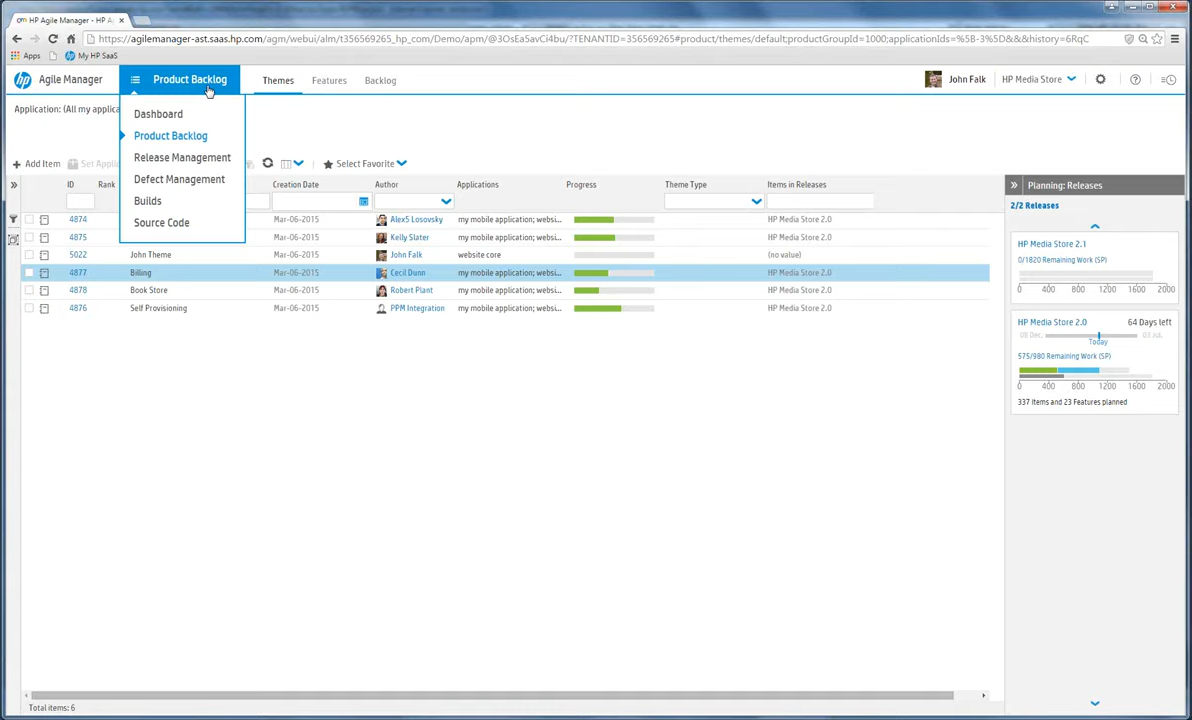 HP Agile Manager - HP A
https://agilemanager-ast.saas.hp.com/agm/webui/alm/t356569265_hp_com/Demo/apm/@3OsEa5avCi4bu/?TENANTID=356569265#product/themes/default;productGroupId=1000;applicationIds=%5B-3%5D&&&history=6RqC
Apps My HP SaaS
hp Agile Manager Product Backlog Themes Features Backlog John Falk HP Media Store
Application: (All my applica
Dashboard
Product Backlog
Release Management
Defect Management
Builds
Source Code
Add Item Set Appli Select Favorite
ID Rank Creation Date Author Applications Progress Theme Type Items in Releases
4874 Mar-06-2015 Alex5 Losovsky my mobile application; websi... HP Media Store 2.0
4875 Mar-06-2015 Kelly Slater my mobile application; websi... HP Media Store 2.0
5022 John Theme Mar-06-2015 John Falk website core (no value)
4877 Billing Mar-06-2015 Cecil Dunn my mobile application; websi... HP Media Store 2.0
4878 Book Store Mar-06-2015 Robert Plant my mobile application; websi... HP Media Store 2.0
4876 Self Provisioning Mar-06-2015 PPM Integration my mobile application; websi... HP Media Store 2.0
Planning: Releases
2/2 Releases
HP Media Store 2.1
0/1820 Remaining Work (SP)
0 400 800 1200 1600 2000
HP Media Store 2.0 64 Days left
08 Dec. 03 Jul.
Today
575/980 Remaining Work (SP)
0 400 800 1200 1600 2000
337 Items and 23 Features planned
Total items: 6